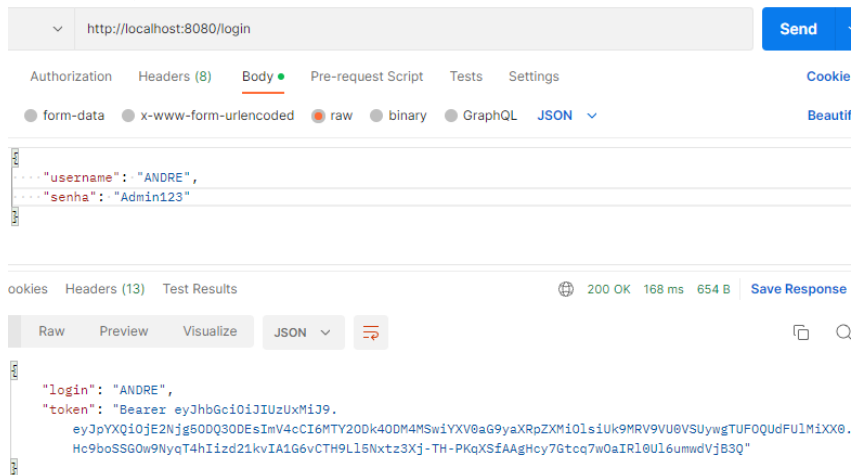 http://localhost:8080/login Send
Authorization Headers (8) Body Pre-request Script Tests Settings Cookie
form-data x-www-form-urlencoded raw binary GraphQL JSON Beautif
{
"username": "ANDRE",
"senha": "Admin123"
}
ookies Headers (13) Test Results 200 OK 168 ms 654 B Save Response
Raw Preview Visualize JSON
{
"login": "ANDRE",
"token": "Bearer eyJhbGciOiJIUzUxMiJ9.
eyJpYXQiOjE2Njg5ODQ3ODEsImV4cCI6MTY2ODk4ODM4MSwiYXV0aG9yaXRpZXMiOlsiUk9MRV9VU0VSUywgTUFOQUdFUlMiXX0.
Hc9boSSGOw9NyqT4hIizd21kvIA1G6vCTH9Ll5Nxtz3Xj-TH-PKqXSfAAgHcy7Gtcq7wOaIRl0Ul6umwdVjB3Q"
}